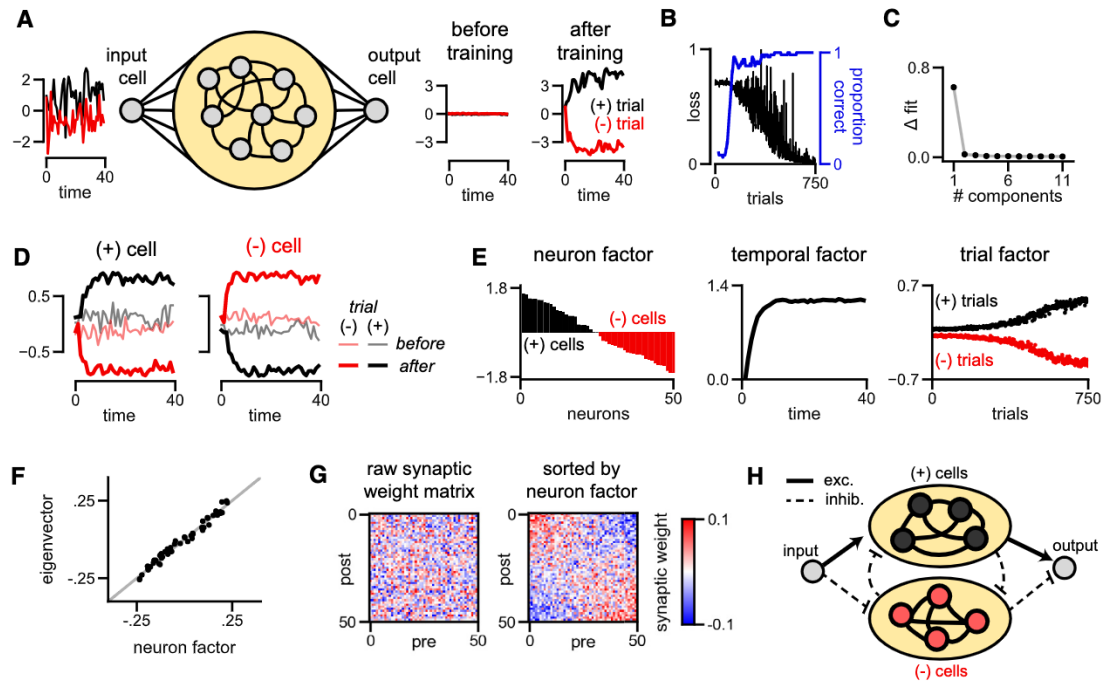 A
input
cell
output
cell
before
training
after
training
2
0
-2
0
40
time
3
0
-3
0
40
time
3
0
-3
(+) trial
(-) trial
0
40
time
B
loss
1
0
0
750
trials
1
0
proportion
correct
C
Δ fit
0.8
0.0
1
6
11
# components
D
(+) cell
(-) cell
0.5
-0.5
0
40
time
0
40
time
trial
(-) (+)
before
after
E
neuron factor
1.8
−1.8
(+) cells
(-) cells
0
50
neurons
temporal factor
1.4
0.0
0
40
time
trial factor
0.7
−0.7
(+) trials
(-) trials
0
750
trials
F
eigenvector
.25
-.25
-.25
.25
neuron factor
G
raw synaptic
weight matrix
0
post
50
0
pre
50
sorted by
neuron factor
0
post
50
0
pre
50
synaptic weight
0.1
-0.1
H
(+) cells
exc.
inhib.
input
output
(-) cells